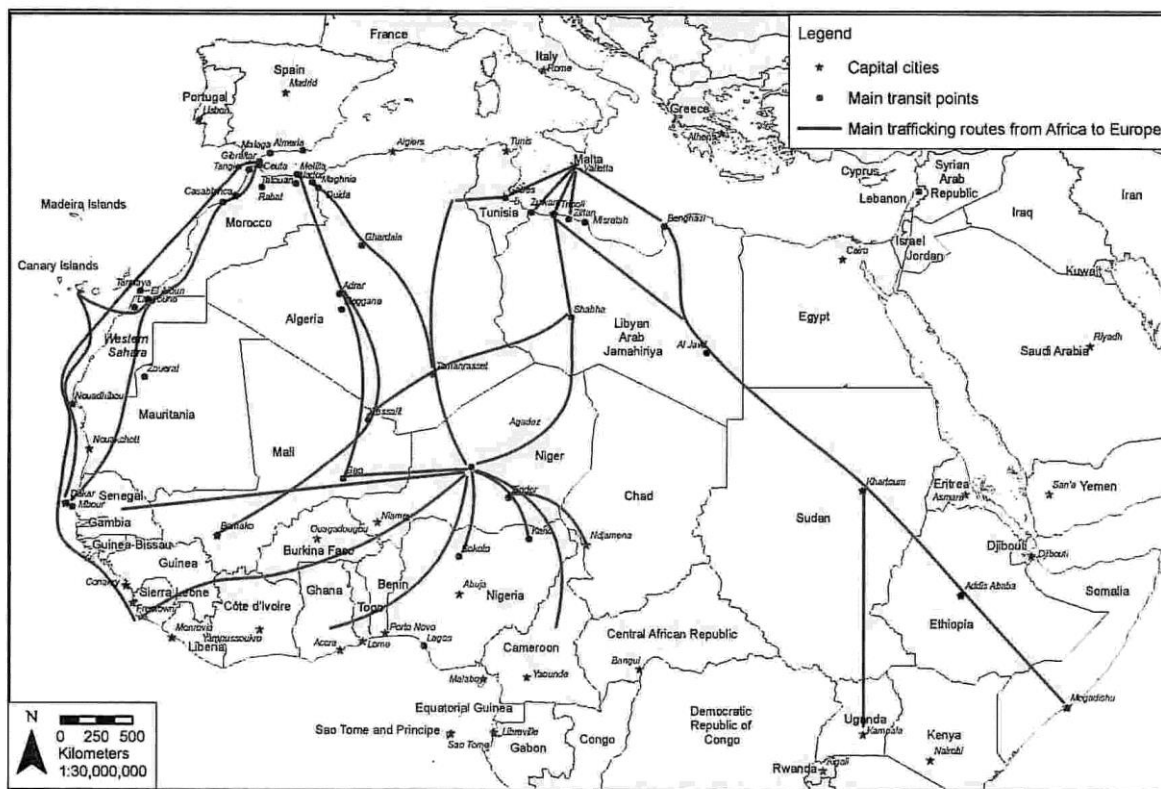 France
Italy
Rome
Spain
Madrid
Portugal
Lisbon
Greece
Athens
Legend
Capital cities
Main transit points
Main trafficking routes from Africa to Europe
Malaga
Almeria
Gibraltar
Ceuta
Melilla
Nador
Maghnia
Oujda
Rabat
Casablanca
Morocco
Algiers
Tunis
Malta
Valletta
Gabes
Tunisia
Tripoli
Zlitan
Misratah
Benghazi
Cyprus
Lebanon
Syrian
Arab
Republic
Israel
Jordan
Iraq
Iran
Kuwait
Madeira Islands
Canary Islands
Tarfaya
Western
Sahara
Ghardaia
Adrar
Reggane
Algeria
Shabha
Libyan
Arab
Jamahiriya
Al Jawf
Egypt
Cairo
Saudi Arabia
Riyadh
Zouerat
Tamanrasset
Nouadhibou
Mauritania
Nouakchott
Mali
Agadez
Niger
Chad
Sudan
Khartoum
Eritrea
Asmara
San'a
Yemen
Dakar
Mbour
Senegal
Gambia
Guinea-Bissau
Guinea
Bamako
Niamey
Ouagadougou
Burkina Faso
Kano
Ndjamena
Sokoto
Djibouti
Djibouti
Conakry
Sierra Leone
Freetown
Monrovia
Liberia
Côte d'Ivoire
Yamoussoukro
Ghana
Accra
Togo
Lome
Benin
Porto Novo
Lagos
Abuja
Nigeria
Addis Ababa
Ethiopia
Somalia
Cameroon
Yaounde
Malabo
Central African Republic
Bangui
Equatorial Guinea
Sao Tome and Principe
Sao Tome
Libreville
Gabon
Congo
Democratic
Republic of
Congo
Uganda
Kampala
Kenya
Nairobi
Rwanda
Kigali
Mogadishu
N
0 250 500
Kilometers
1:30,000,000